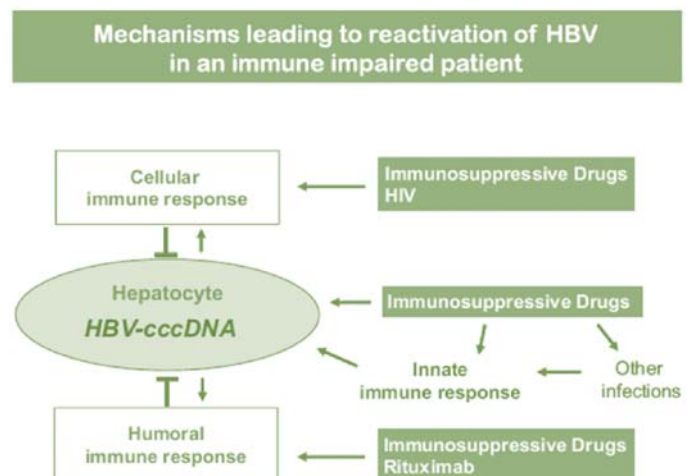 Mechanisms leading to reactivation of HBV
in an immune impaired patient
Cellular
immune response
Immunosuppressive Drugs
HIV
Hepatocyte
HBV-cccDNA
Immunosuppressive Drugs
Innate
immune response
Other
infections
Humoral
immune response
Immunosuppressive Drugs
Rituximab